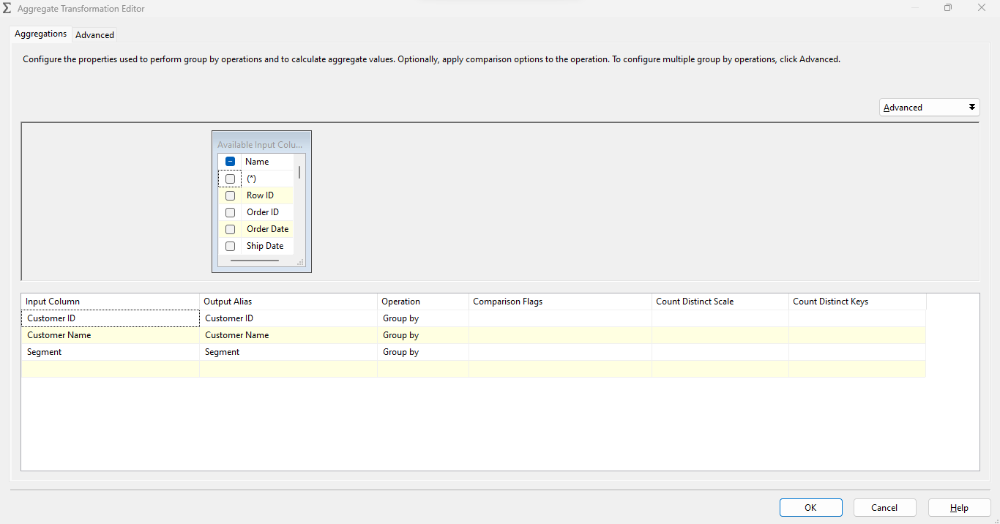 Aggregate Transformation Editor
Aggregations Advanced
Configure the properties used to perform group by operations and to calculate aggregate values. Optionally, apply comparison options to the operation. To configure multiple group by operations, click Advanced.
Advanced
Available Input Colu...
Name
(*)
Row ID
Order ID
Order Date
Ship Date
Input Column Output Alias Operation Comparison Flags Count Distinct Scale Count Distinct Keys
Customer ID Customer ID Group by
Customer Name Customer Name Group by
Segment Segment Group by
OK Cancel Help